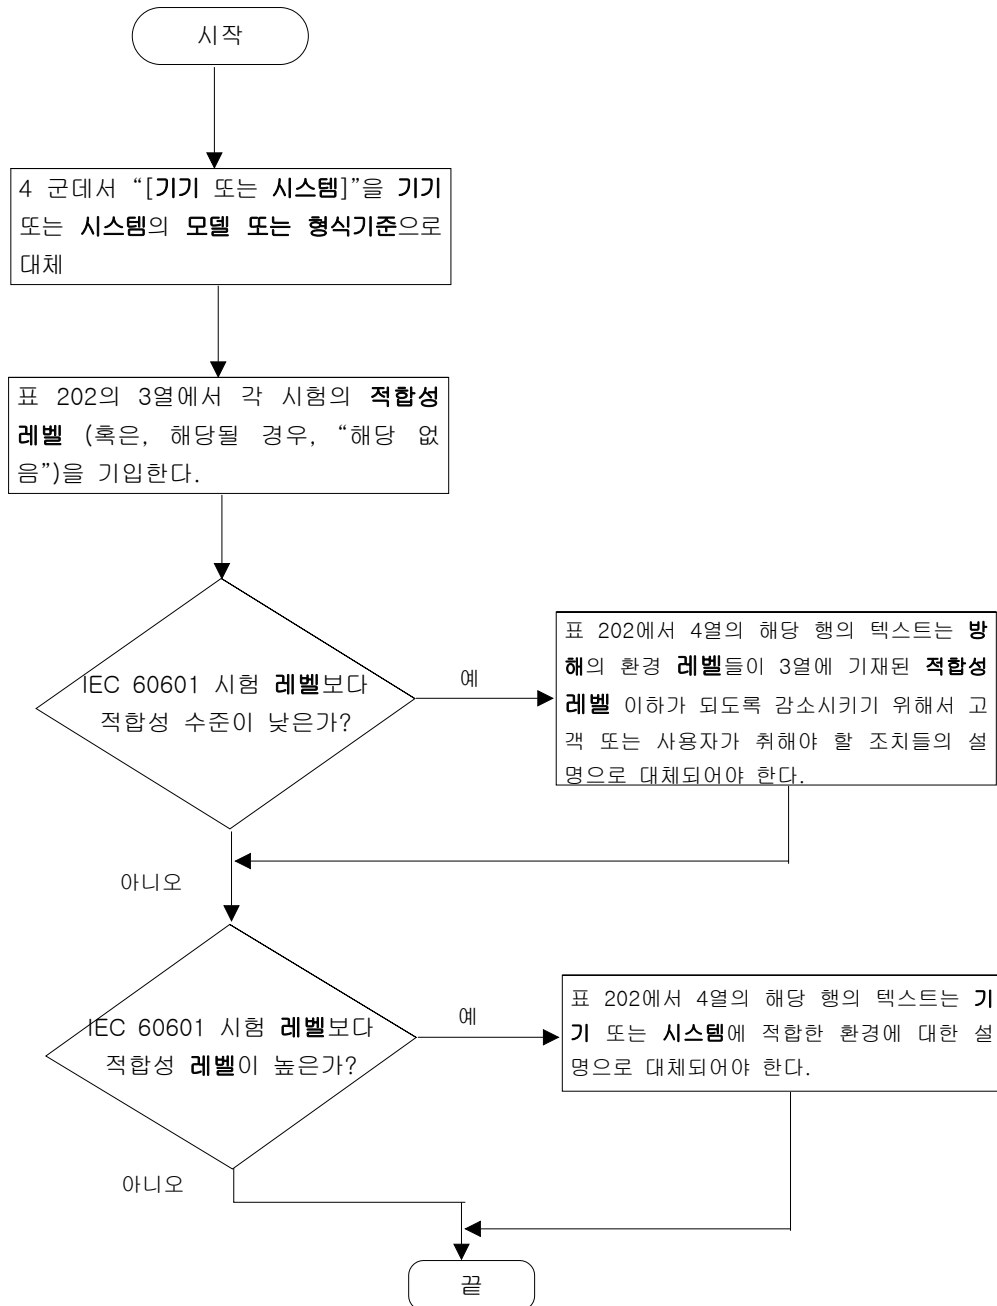 시작
4 군데서 “[기기 또는 시스템]”을 기기
또는 시스템의 모델 또는 형식기준으로
대체
표 202의 3열에서 각 시험의 적합성
레벨 (혹은, 해당될 경우, “해당 없
음”)을 기입한다.
IEC 60601 시험 레벨보다
적합성 수준이 낮은가?
예
표 202에서 4열의 해당 행의 텍스트는 방
해의 환경 레벨들이 3열에 기재된 적합성
레벨 이하가 되도록 감소시키기 위해서 고
객 또는 사용자가 취해야 할 조치들의 설
명으로 대체되어야 한다.
아니오
IEC 60601 시험 레벨보다
적합성 레벨이 높은가?
예
표 202에서 4열의 해당 행의 텍스트는 기
기 또는 시스템에 적합한 환경에 대한 설
명으로 대체되어야 한다.
아니오
끝